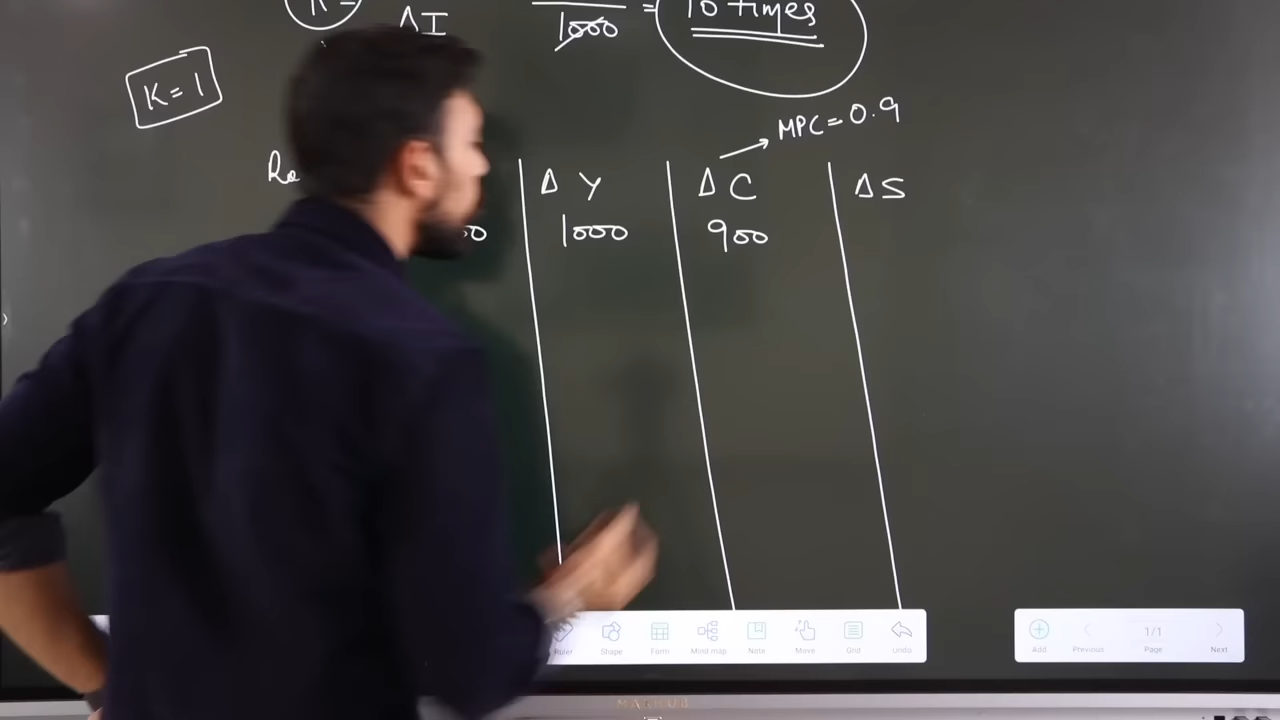 ΔI 1000 = 10 times
K = 1
MPC = 0.9
ΔY ΔC ΔS
1000 900
Ruler Shape Form Mind map Note Move Grid Undo
Add Previous 1/1 Page Next